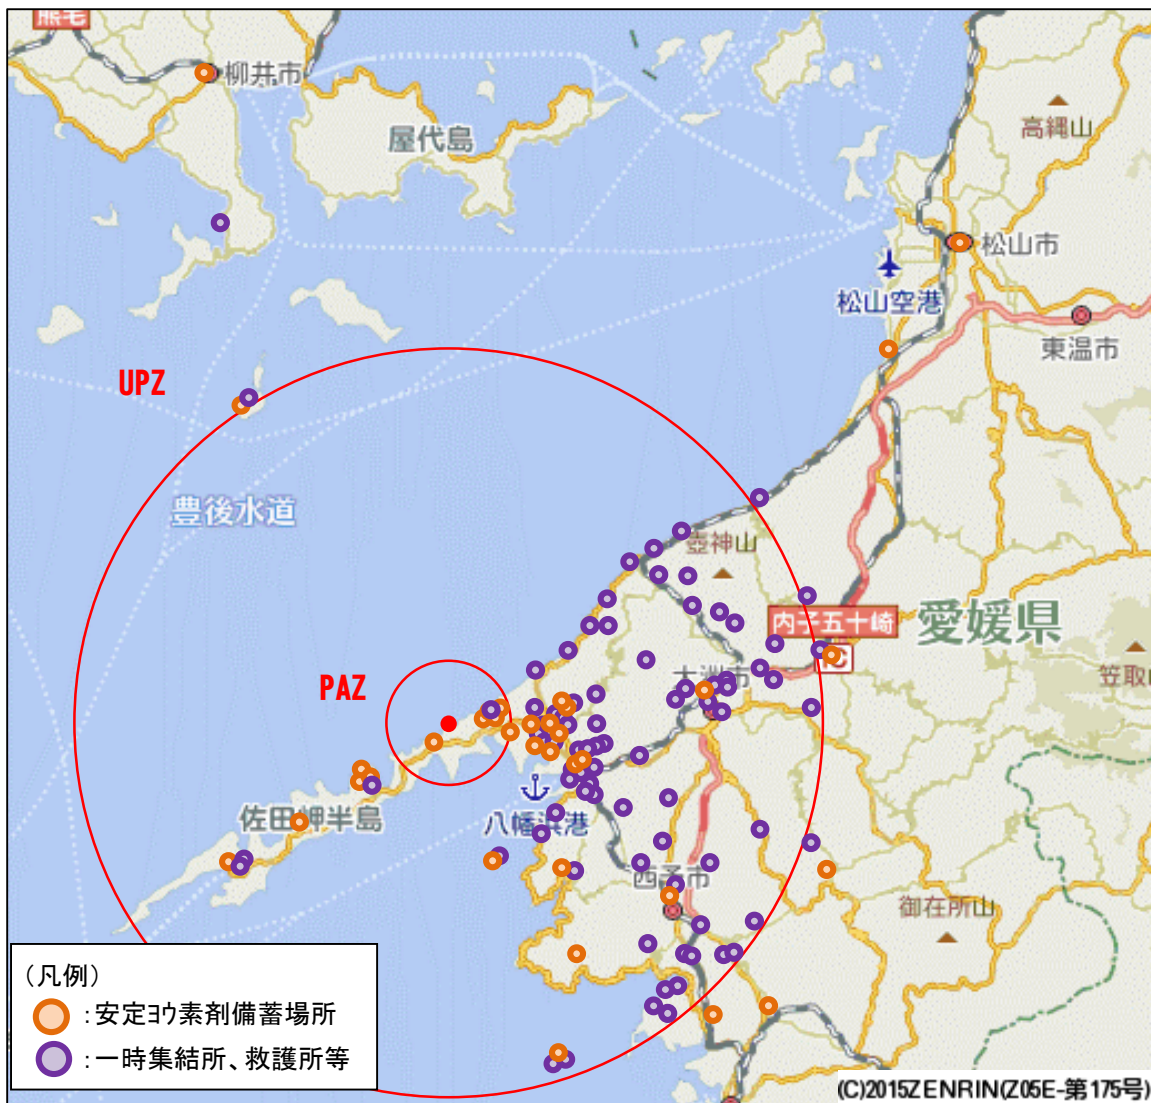 熊毛
柳井市
屋代島
高縄山
松山市
松山空港
東温市
UPZ
豊後水道
壺神山
内子五十崎
愛媛県
IC
笠取山
大洲市
PAZ
佐田岬半島
八幡浜港
西予市
御在所山
(凡例)
:安定ヨウ素剤備蓄場所
:一時集結所、救護所等
(C)2015ZENRIN(Z05E-第175号)